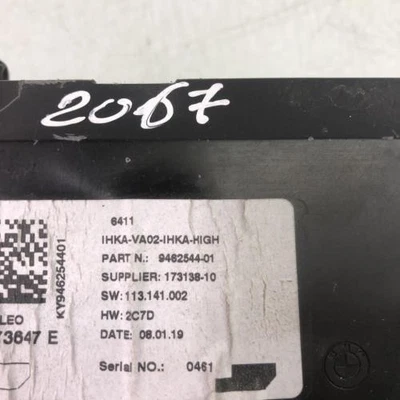 2067
6411
IHKA-VA02-IHKA-HIGH
PART N.: 9462544-01
SUPPLIER: 173138-10
SW: 113.141.002
HW: 2C7D
DATE: 08.01.19
Serial NO.: 0461
KY946254401
LEO
73647 E